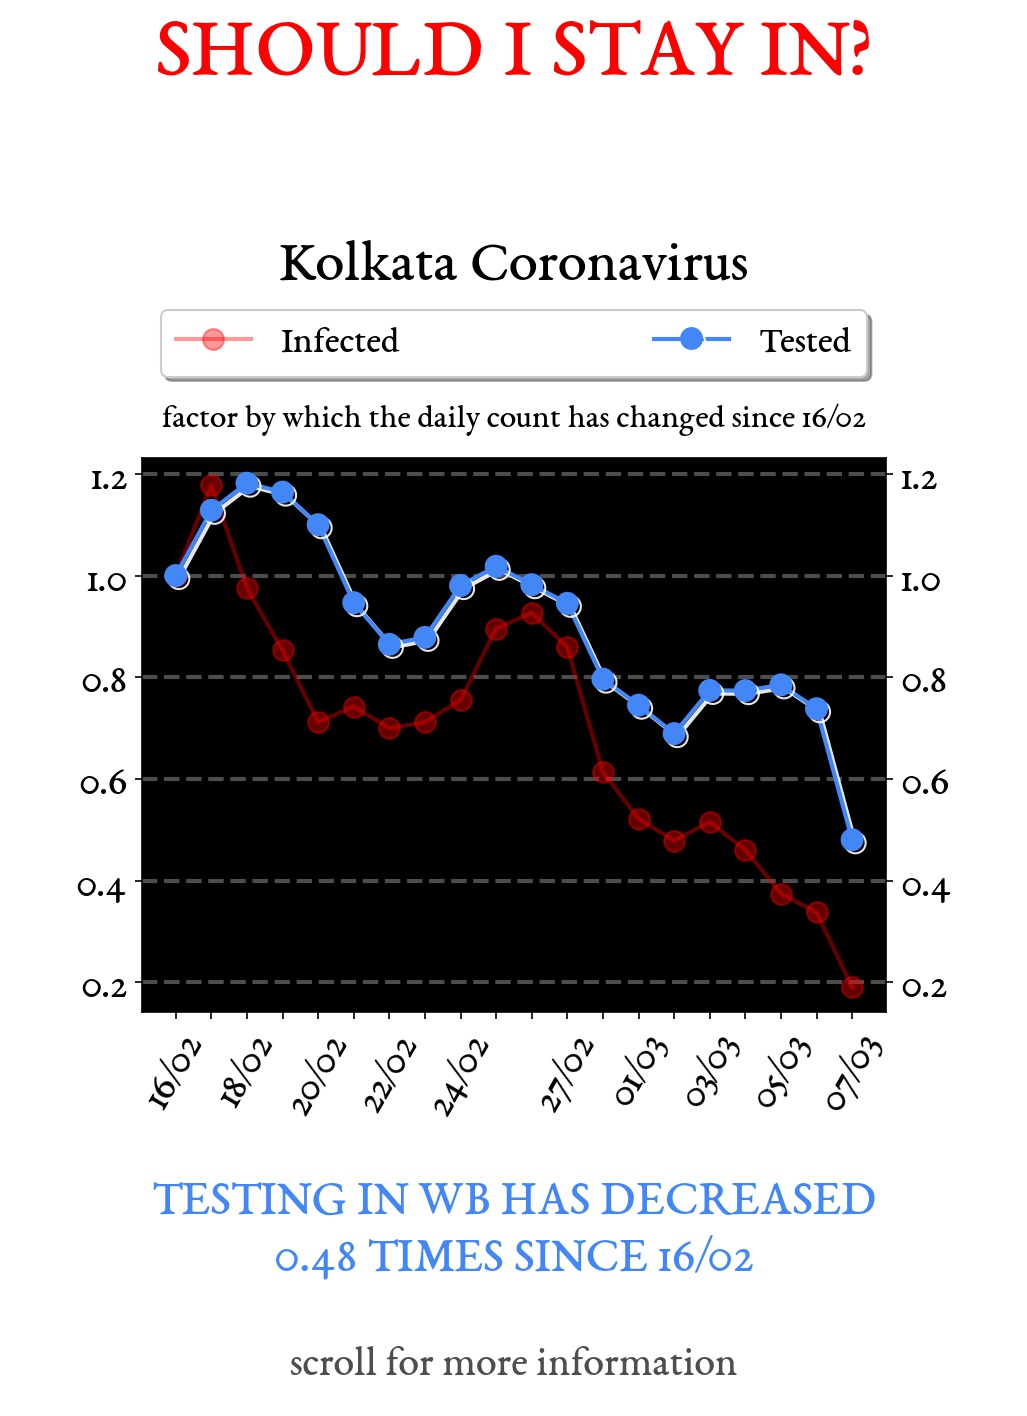 SHOULD I STAY IN?
Kolkata Coronavirus
Infected Tested
factor by which the daily count has changed since 16/02
1.2 1.2
1.0 1.0
0.8 0.8
0.6 0.6
0.4 0.4
0.2 0.2
16/02 18/02 20/02 22/02 24/02 27/02 01/03 03/03 05/03 07/03
TESTING IN WB HAS DECREASED
0.48 TIMES SINCE 16/02
scroll for more information